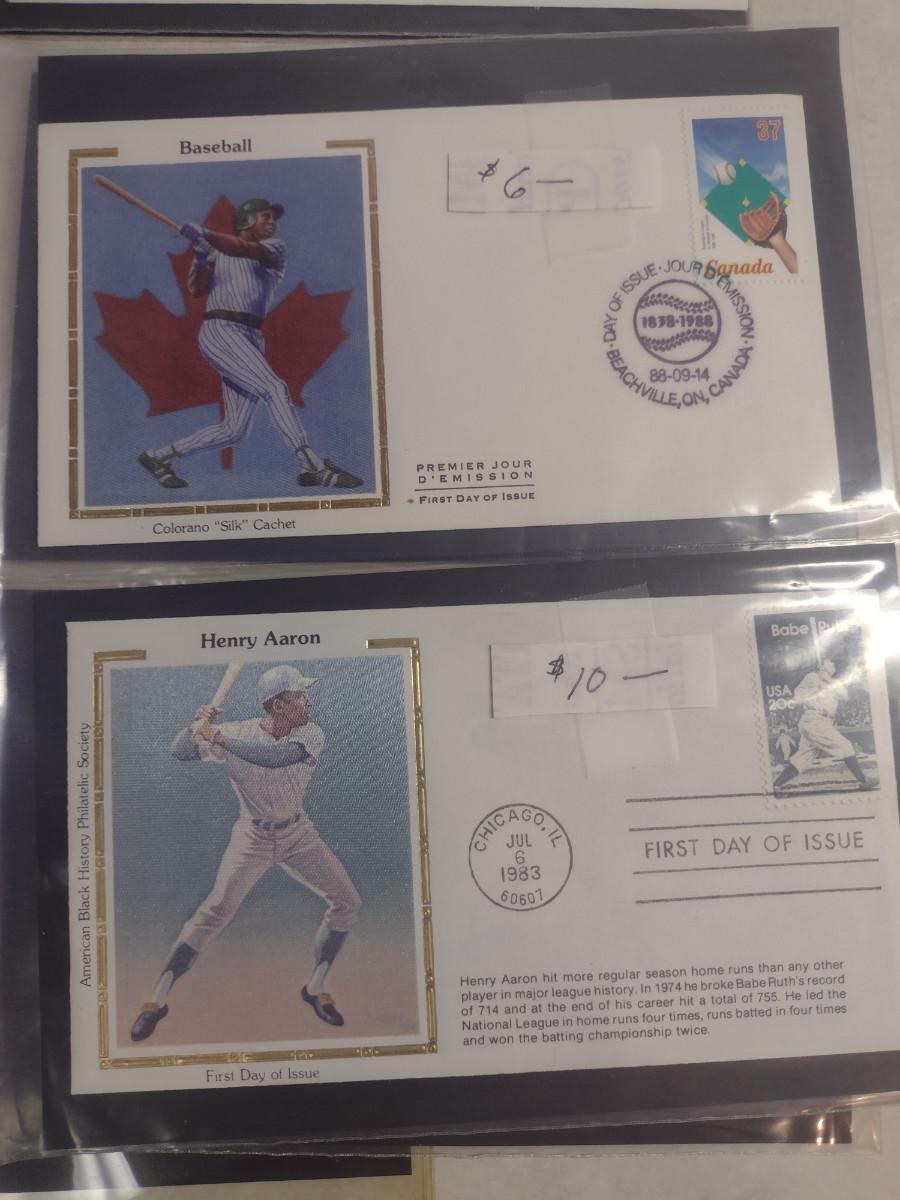 Baseball
$6—
37
Canada
DAY OF ISSUE · JOUR D'EMISSION
1838·1988
88-09-14
BEACHVILLE, ON, CANADA
PREMIER JOUR
D'EMISSION
FIRST DAY OF ISSUE
Colorano "Silk" Cachet
Henry Aaron
$10—
Babe Ruth
USA
20c
American Black History Philatelic Society
CHICAGO, IL
JUL
6
1983
60607
FIRST DAY OF ISSUE
Henry Aaron hit more regular season home runs than any other
player in major league history. In 1974 he broke Babe Ruth's record
of 714 and at the end of his career hit a total of 755. He led the
National League in home runs four times, runs batted in four times
and won the batting championship twice.
First Day of Issue